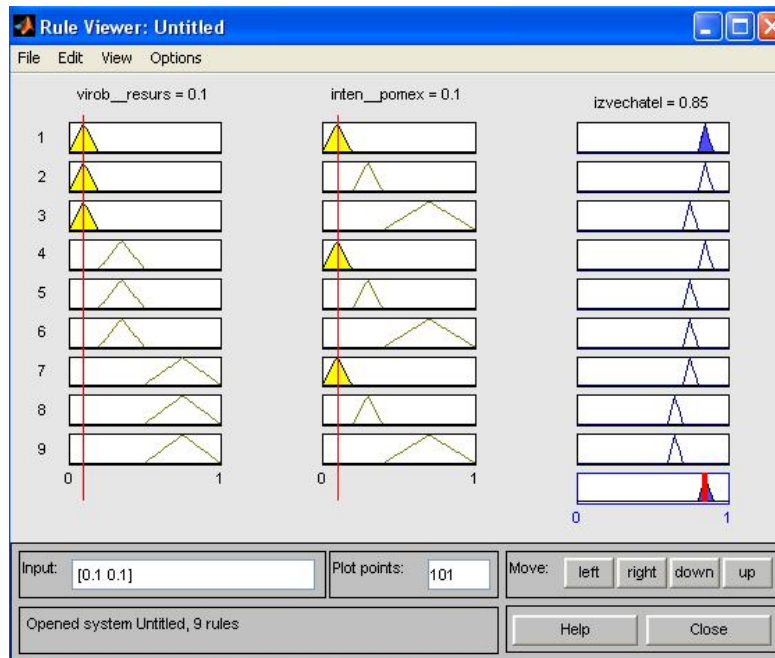 Rule Viewer: Untitled
File Edit View Options
virob__resurs = 0.1
inten__pomex = 0.1
izvechatel = 0.85
1
2
3
4
5
6
7
8
9
0 1
0 1
0 1
Input: [0.1 0.1]
Plot points: 101
Move: left right down up
Opened system Untitled, 9 rules
Help Close